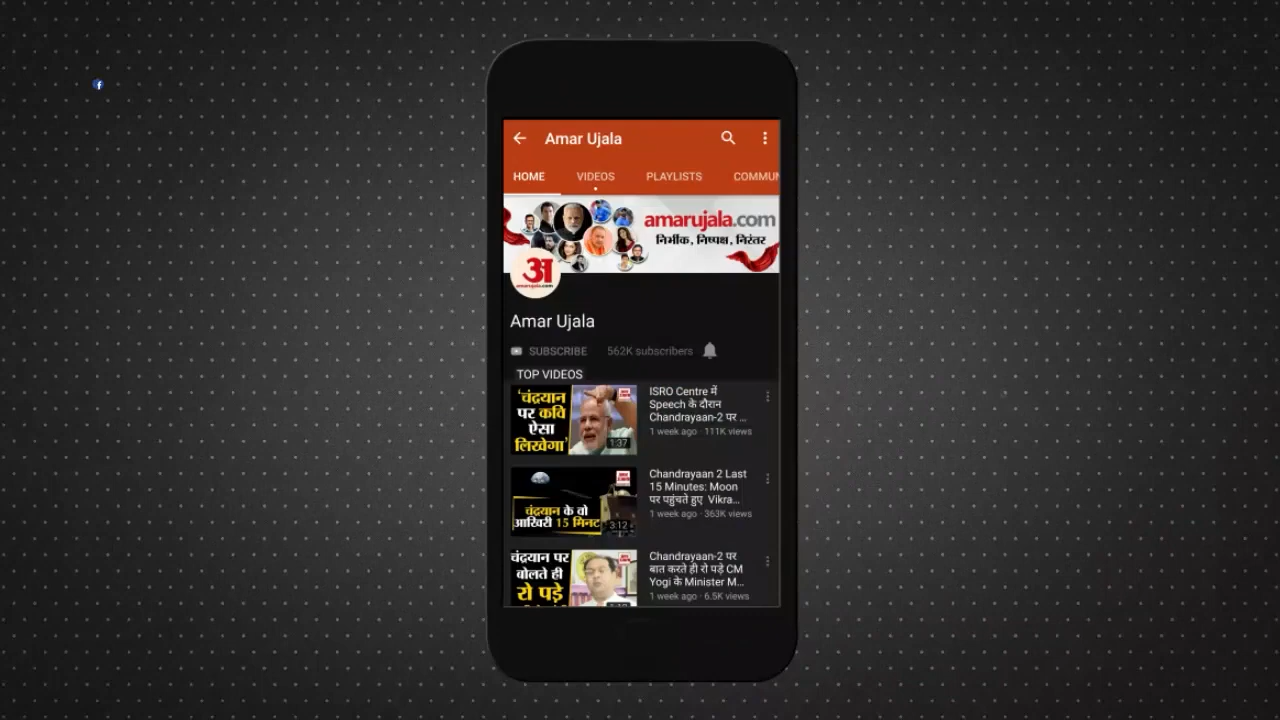 Amar Ujala
HOME VIDEOS PLAYLISTS COMMUN
amarujala.com
निर्भीक, निष्पक्ष, निरंतर
अ
amarujala.com
Amar Ujala
SUBSCRIBE 562K subscribers
TOP VIDEOS
'चंद्रयान
पर कवि
ऐसा
लिखेगा'
1:37
ISRO Centre में
Speech के दौरान
Chandrayaan-2 पर ...
1 week ago · 111K views
चंद्रयान के वो
आखिरी 15 मिनट
3:12
Chandrayaan 2 Last
15 Minutes: Moon
पर पहुंचते हुए Vikra...
1 week ago · 363K views
चंद्रयान पर
बोलते ही
रो पड़े
Chandrayaan-2 पर
बात करते ही रो पड़े CM
Yogi के Minister M...
1 week ago · 6.5K views